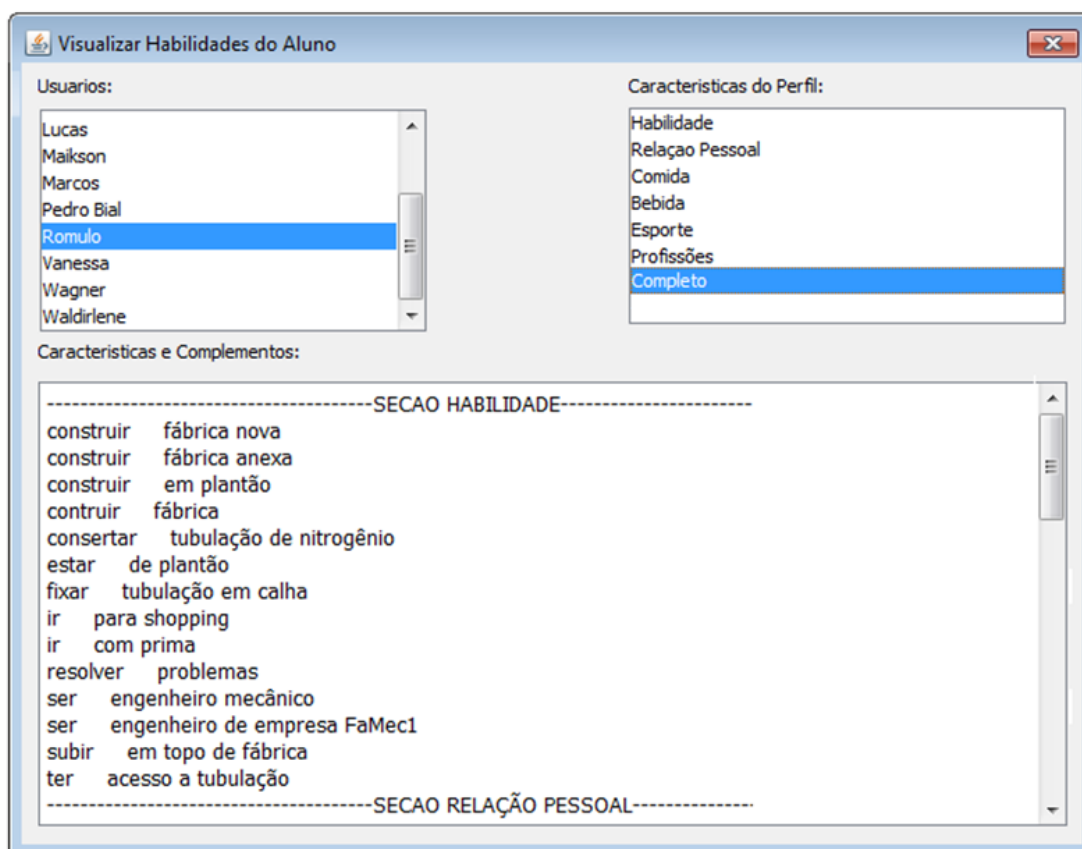 Visualizar Habilidades do Aluno
Usuarios:
Lucas
Maikson
Marcos
Pedro Bial
Romulo
Vanessa
Wagner
Waldirlene
Caracteristicas do Perfil:
Habilidade
Relaçao Pessoal
Comida
Bebida
Esporte
Profissões
Completo
Caracteristicas e Complementos:
---------------------------------------SECAO HABILIDADE-----------------------
construir fábrica nova
construir fábrica anexa
construir em plantão
contruir fábrica
consertar tubulação de nitrogênio
estar de plantão
fixar tubulação em calha
ir para shopping
ir com prima
resolver problemas
ser engenheiro mecânico
ser engenheiro de empresa FaMec1
subir em topo de fábrica
ter acesso a tubulação
---------------------------------------SECAO RELAÇÃO PESSOAL---------------